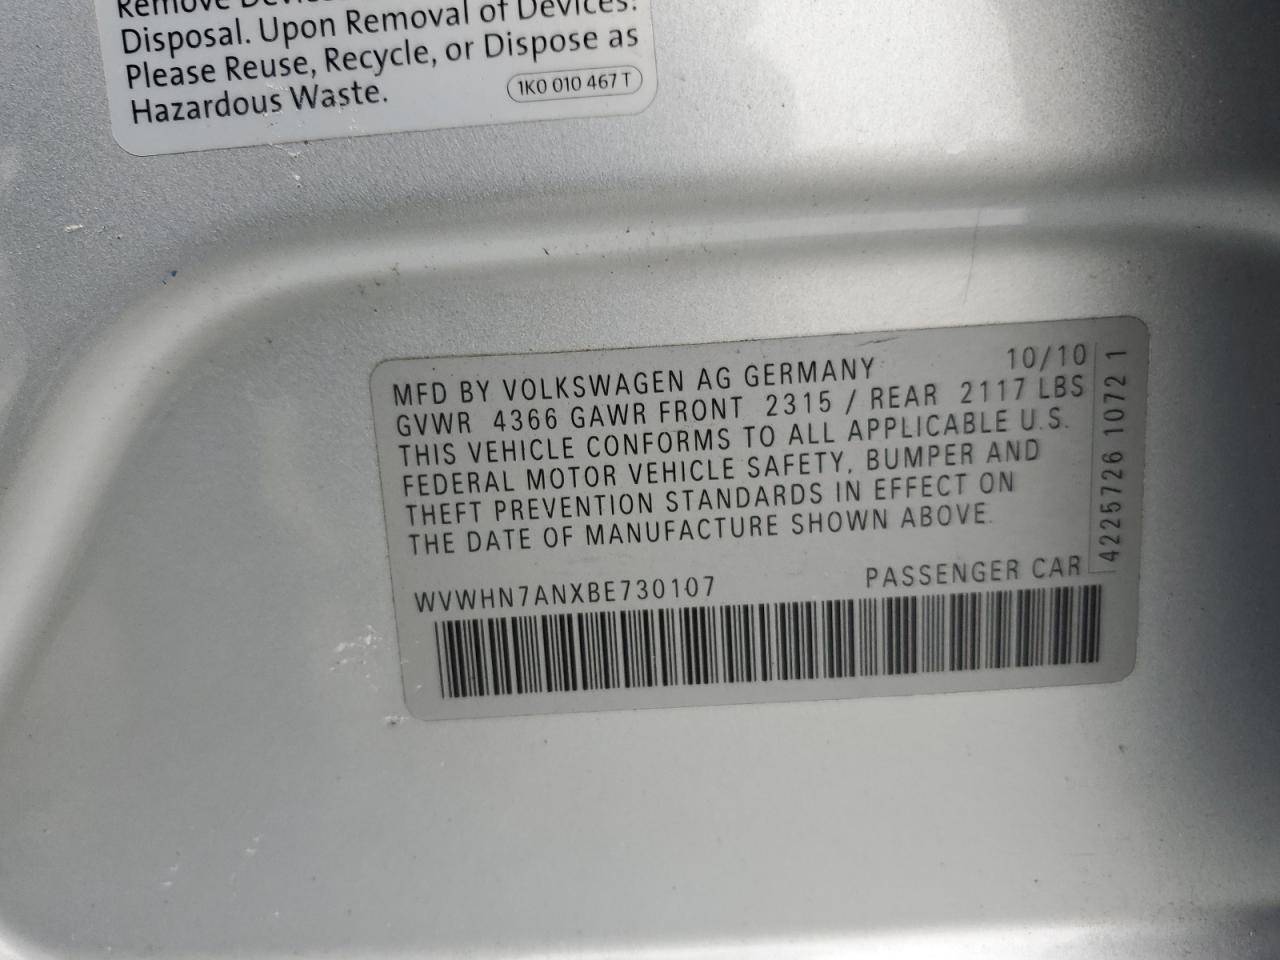 Disposal. Upon Removal of Devices:
Please Reuse, Recycle, or Dispose as
Hazardous Waste.
1K0 010 467 T
MFD BY VOLKSWAGEN AG GERMANY 10/10
GVWR 4366 GAWR FRONT 2315 / REAR 2117 LBS
THIS VEHICLE CONFORMS TO ALL APPLICABLE U.S.
FEDERAL MOTOR VEHICLE SAFETY, BUMPER AND
THEFT PREVENTION STANDARDS IN EFFECT ON
THE DATE OF MANUFACTURE SHOWN ABOVE.
WVWHN7ANXBE730107 PASSENGER CAR
4225726 1072 1